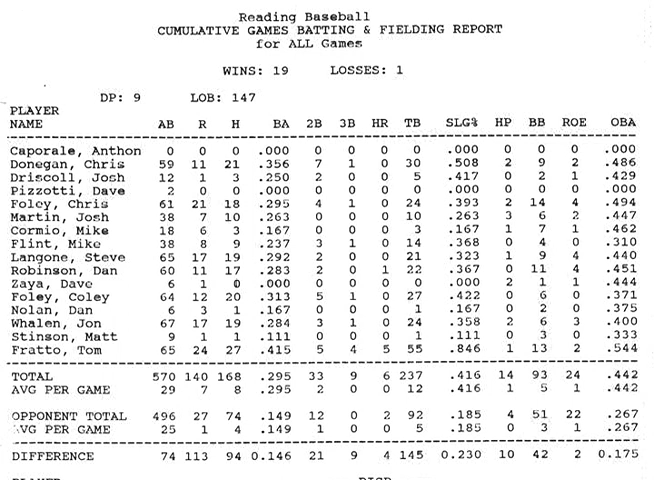 Reading Baseball
CUMULATIVE GAMES BATTING & FIELDING REPORT
for ALL Games
WINS: 19 LOSSES: 1
DP: 9 LOB: 147
PLAYER
NAME AB R H BA 2B 3B HR TB SLG% HP BB ROE OBA
Caporale, Anthon 0 0 0 .000 0 0 0 0 .000 0 0 0 .000
Donegan, Chris 59 11 21 .356 7 1 0 30 .508 2 9 2 .486
Driscoll, Josh 12 1 3 .250 2 0 0 5 .417 0 2 1 .429
Pizzotti, Dave 2 0 0 .000 0 0 0 0 .000 0 0 0 .000
Foley, Chris 61 21 18 .295 4 1 0 24 .393 2 14 4 .494
Martin, Josh 38 7 10 .263 0 0 0 10 .263 3 6 2 .447
Cormio, Mike 18 6 3 .167 0 0 0 3 .167 1 7 1 .462
Flint, Mike 38 8 9 .237 3 1 0 14 .368 0 4 0 .310
Langone, Steve 65 17 19 .292 2 0 0 21 .323 1 9 4 .440
Robinson, Dan 60 11 17 .283 2 0 1 22 .367 0 11 4 .451
Zaya, Dave 6 1 0 .000 0 0 0 0 .000 2 1 1 .444
Foley, Coley 64 12 20 .313 5 1 0 27 .422 0 6 0 .371
Nolan, Dan 6 3 1 .167 0 0 0 1 .167 0 2 0 .375
Whalen, Jon 67 17 19 .284 3 1 0 24 .358 2 6 3 .400
Stinson, Matt 9 1 1 .111 0 0 0 1 .111 0 3 0 .333
Fratto, Tom 65 24 27 .415 5 4 5 55 .846 1 13 2 .544
TOTAL 570 140 168 .295 33 9 6 237 .416 14 93 24 .442
AVG PER GAME 29 7 8 .295 2 0 0 12 .416 1 5 1 .442
OPPONENT TOTAL 496 27 74 .149 12 0 2 92 .185 4 51 22 .267
AVG PER GAME 25 1 4 .149 1 0 0 5 .185 0 3 1 .267
DIFFERENCE 74 113 94 0.146 21 9 4 145 0.230 10 42 2 0.175